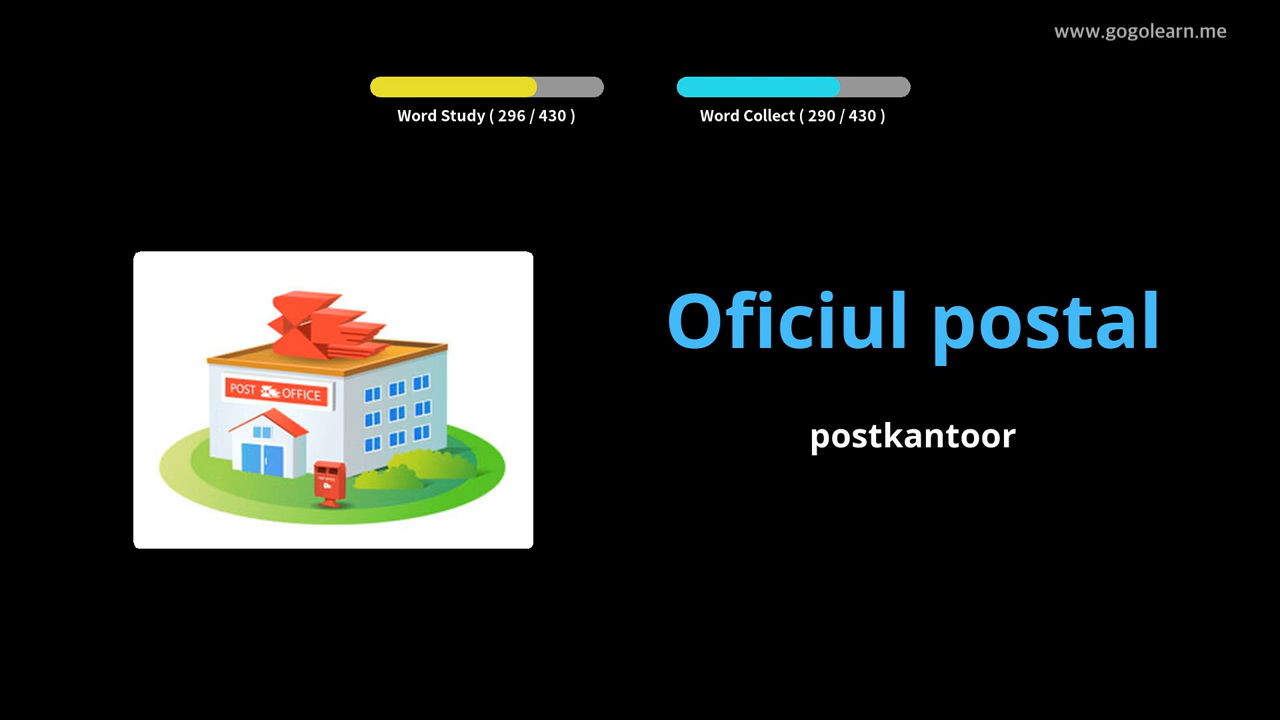 www.gogolearn.me
Word Study ( 296 / 430 )
Word Collect ( 290 / 430 )
Oficiul postal
POST OFFICE
postkantoor